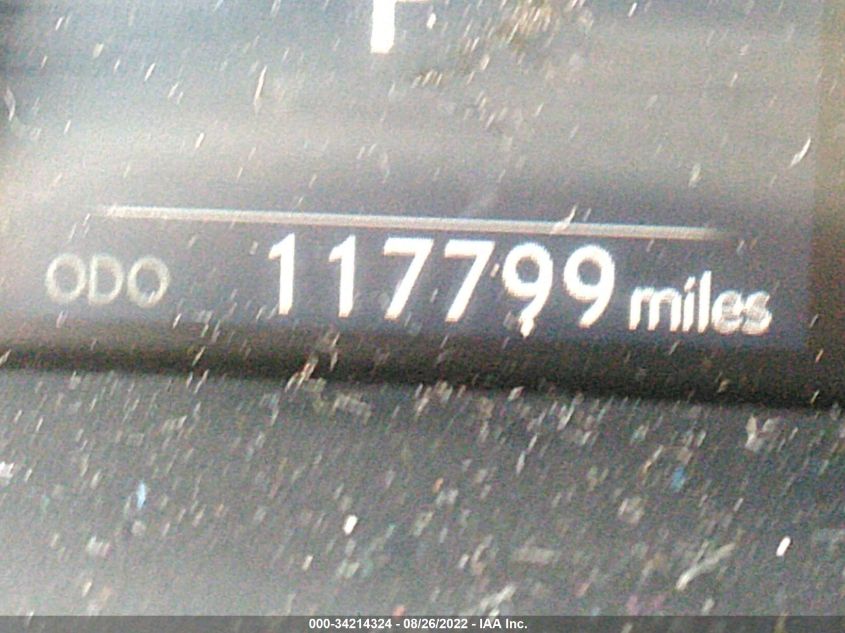 ODO 117799 miles
000-34214324 - 08/26/2022 - IAA Inc.